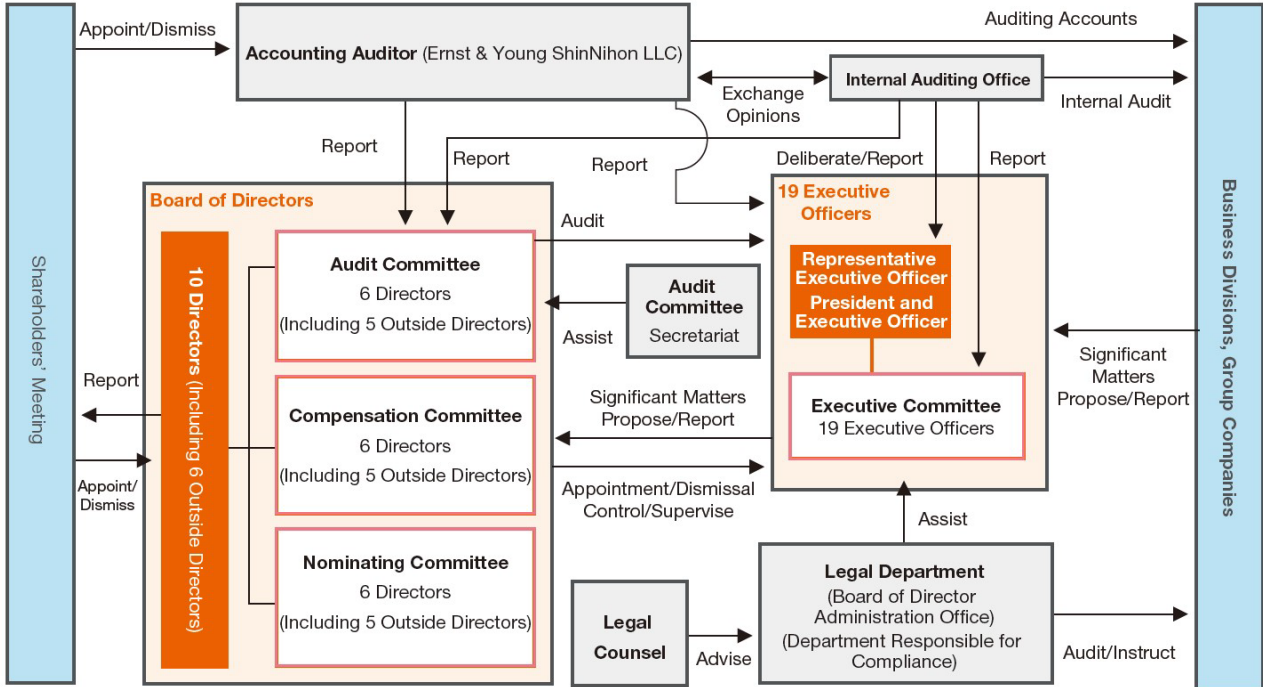 Shareholders' Meeting
Appoint/Dismiss
Accounting Auditor (Ernst & Young ShinNihon LLC)
Auditing Accounts
Exchange
Opinions
Internal Auditing Office
Internal Audit
Report
Report
Report
Deliberate/Report
Report
Board of Directors
10 Directors (Including 6 Outside Directors)
Audit Committee
6 Directors
(Including 5 Outside Directors)
Audit
Audit
Committee
Secretariat
Assist
19 Executive
Officers
Representative
Executive Officer
President and
Executive Officer
Executive Committee
19 Executive Officers
Significant
Matters
Propose/Report
Report
Appoint/
Dismiss
Compensation Committee
6 Directors
(Including 5 Outside Directors)
Significant Matters
Propose/Report
Appointment/Dismissal
Control/Supervise
Nominating Committee
6 Directors
(Including 5 Outside Directors)
Assist
Legal
Counsel
Advise
Legal Department
(Board of Director
Administration Office)
(Department Responsible for
Compliance)
Audit/Instruct
Business Divisions, Group Companies